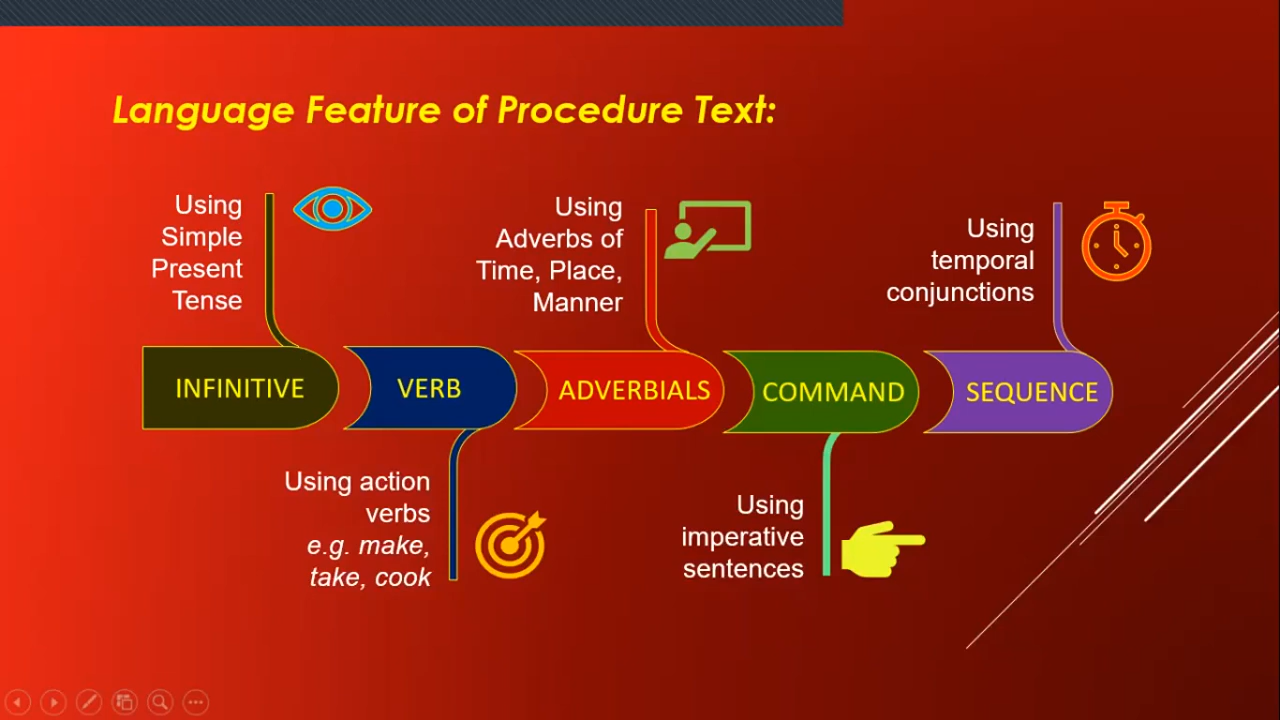 Language Feature of Procedure Text:
Using
Simple
Present
Tense
Using
Adverbs of
Time, Place,
Manner
Using
temporal
conjunctions
INFINITIVE
VERB
ADVERBIALS
COMMAND
SEQUENCE
Using action
verbs
e.g. make,
take, cook
Using
imperative
sentences